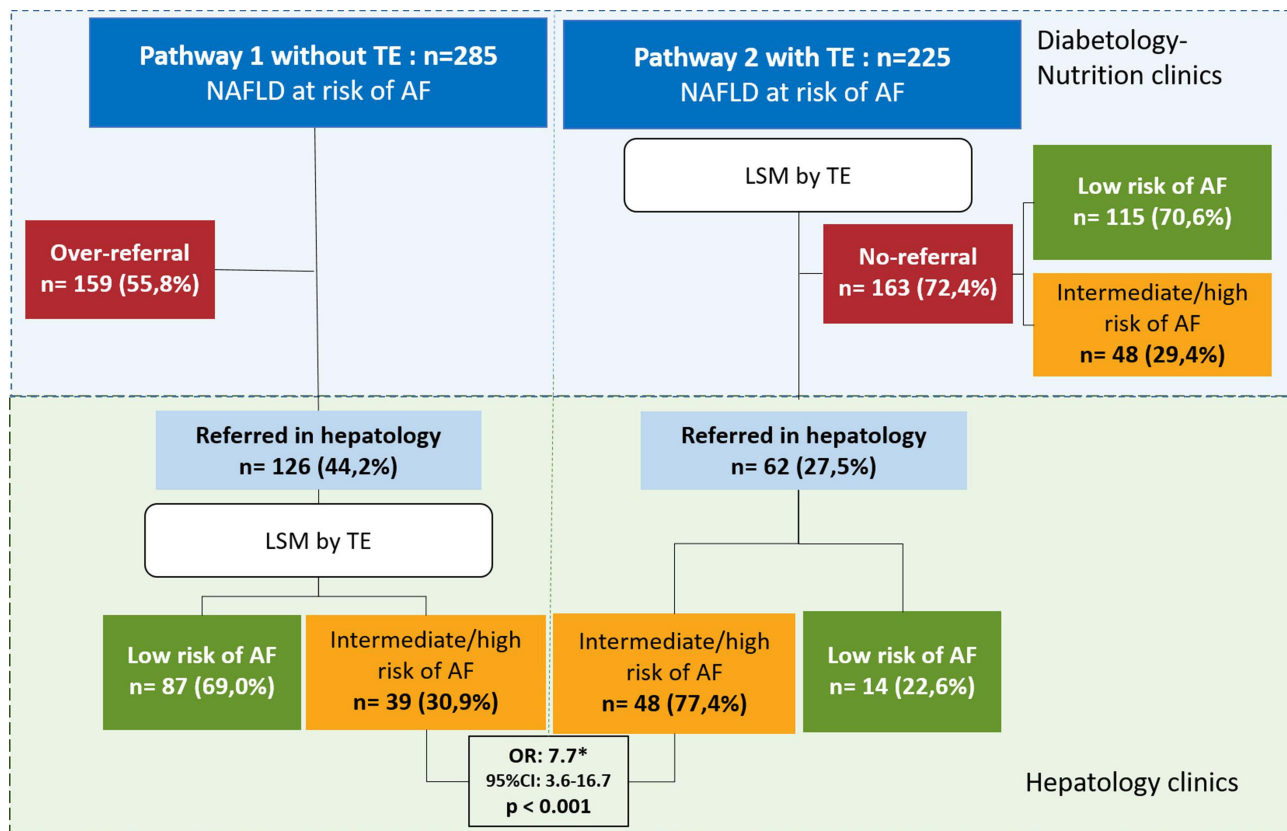 Pathway 1 without TE : n=285
NAFLD at risk of AF
Pathway 2 with TE : n=225
NAFLD at risk of AF
Diabetology-
Nutrition clinics
LSM by TE
Low risk of AF
n= 115 (70,6%)
Over-referral
n= 159 (55,8%)
No-referral
n= 163 (72,4%)
Intermediate/high
risk of AF
n= 48 (29,4%)
Referred in hepatology
n= 126 (44,2%)
Referred in hepatology
n= 62 (27,5%)
LSM by TE
Low risk of AF
n= 87 (69,0%)
Intermediate/high
risk of AF
n= 39 (30,9%)
Intermediate/high
risk of AF
n= 48 (77,4%)
Low risk of AF
n= 14 (22,6%)
OR: 7.7*
95%CI: 3.6-16.7
p < 0.001
Hepatology clinics